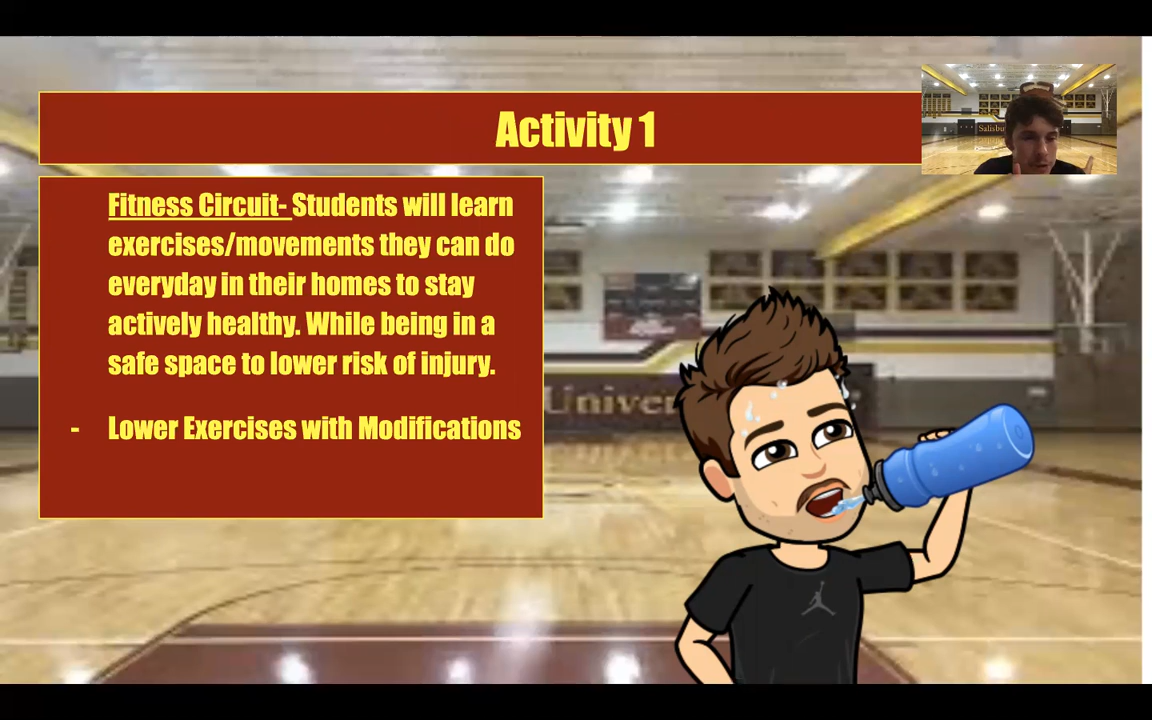 Activity 1
Salisbu
Fitness Circuit- Students will learn
exercises/movements they can do
everyday in their homes to stay
actively healthy. While being in a
safe space to lower risk of injury.
- Lower Exercises with Modifications
Univer